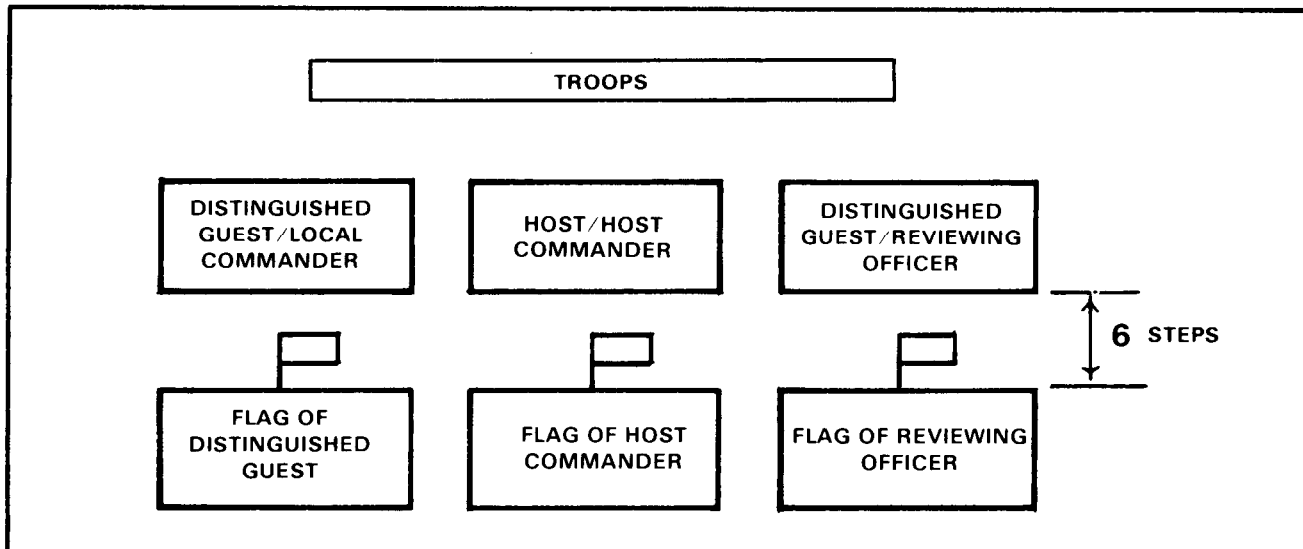 TROOPS
DISTINGUISHED
GUEST/LOCAL
COMMANDER
HOST/HOST
COMMANDER
DISTINGUISHED
GUEST/REVIEWING
OFFICER
6 STEPS
FLAG OF
DISTINGUISHED
GUEST
FLAG OF HOST
COMMANDER
FLAG OF REVIEWING
OFFICER